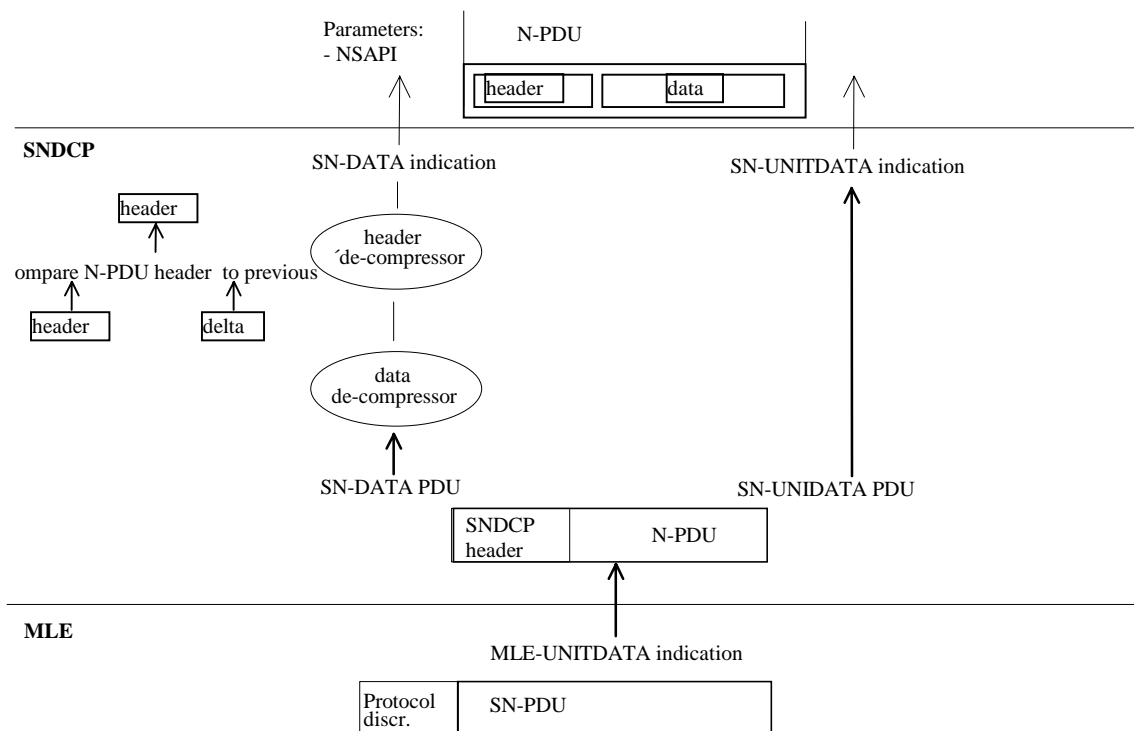 Parameters:
- NSAPI
N-PDU
header
data
SNDCP
SN-DATA indication
SN-UNITDATA indication
header
header
´de-compressor
ompare N-PDU header to previous
header
delta
data
de-compressor
SN-DATA PDU
SN-UNIDATA PDU
SNDCP
header
N-PDU
MLE
MLE-UNITDATA indication
Protocol
discr.
SN-PDU